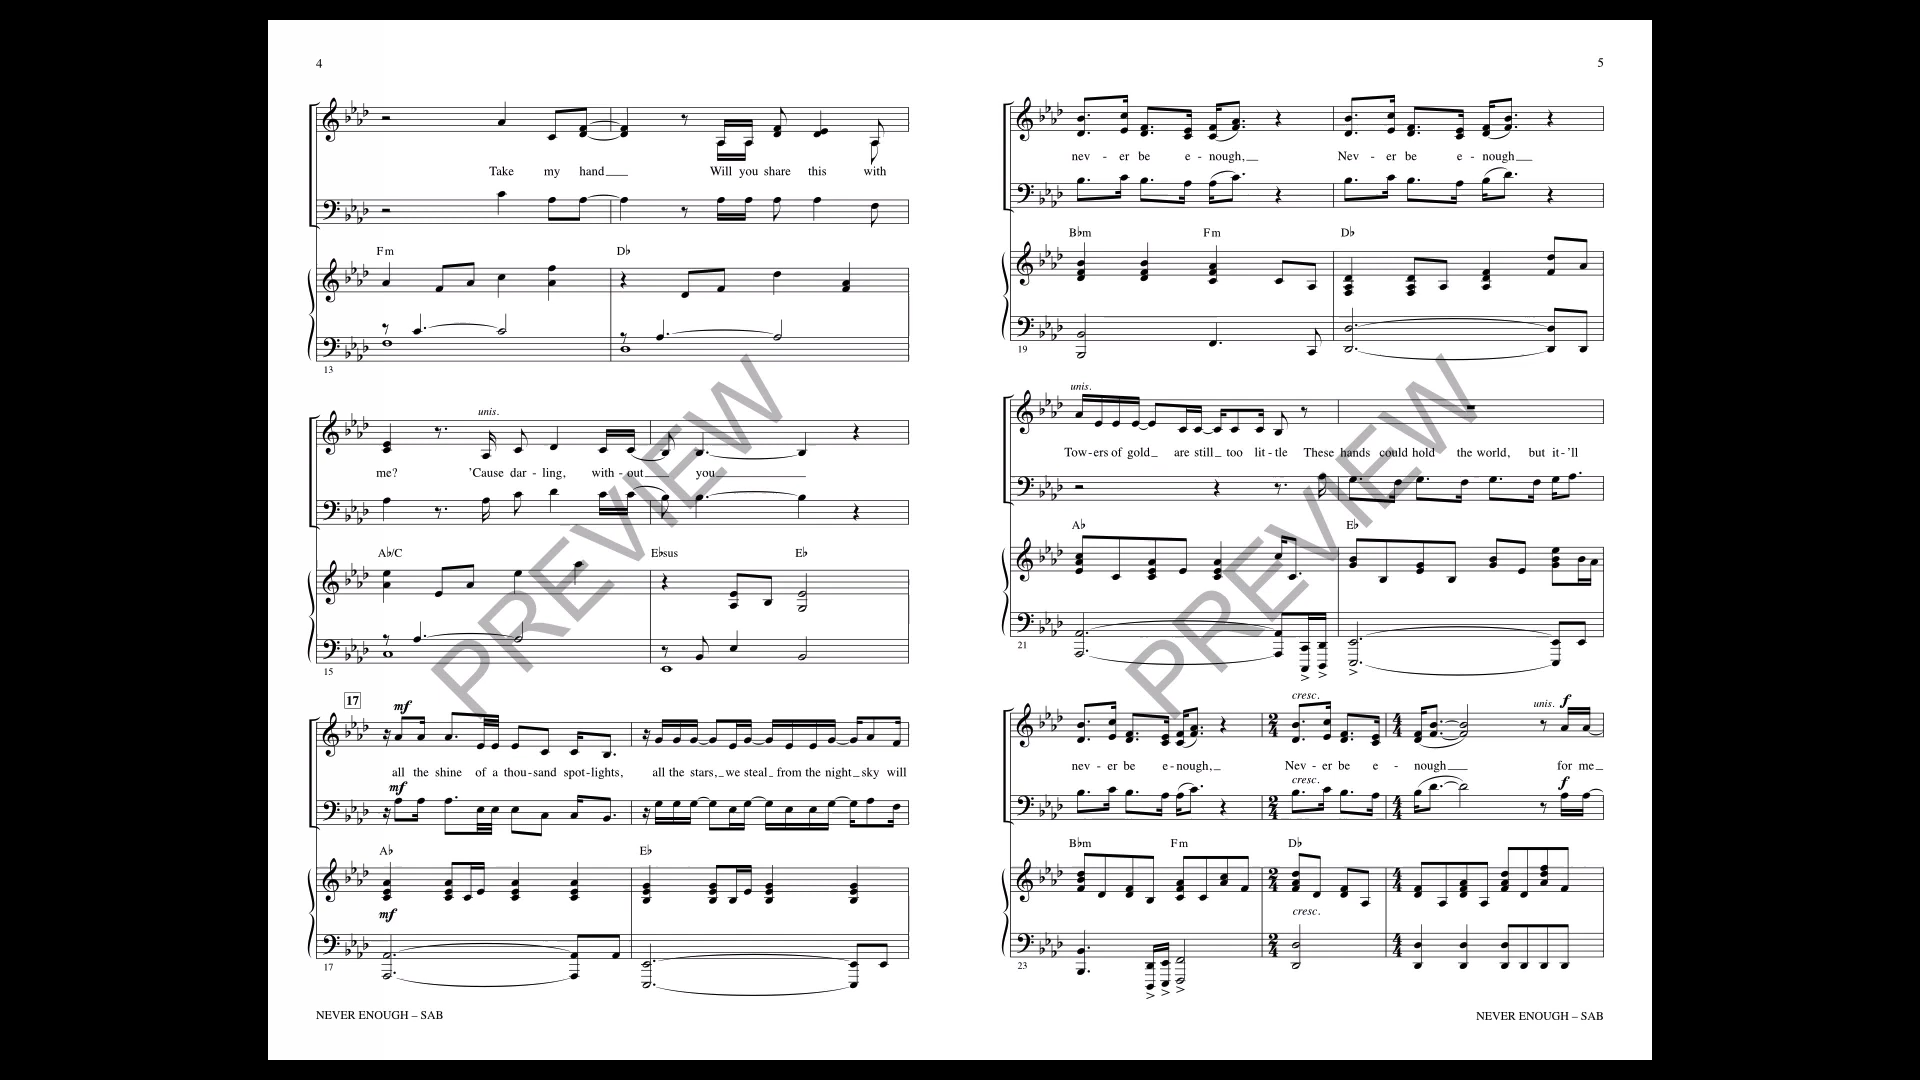 4
Take my hand
Will you share this with
Fm D♭
13
unis.
me? 'Cause dar - ling, with - out you
A♭/C E♭sus E♭
15
17
mf
all the shine of a thou - sand spot - lights, all the stars, we steal from the night sky will
mf
A♭ E♭
mf
17
NEVER ENOUGH – SAB
5
nev - er be e - nough, Nev - er be e - nough
B♭m Fm D♭
19
unis.
Tow - ers of gold are still too lit - tle These hands could hold the world, but it - 'll
A♭ E♭
21
cresc. unis. f
nev - er be e - nough, Nev - er be e - nough for me
cresc. f
B♭m Fm D♭
cresc.
23
NEVER ENOUGH – SAB
PREVIEW
PREVIEW